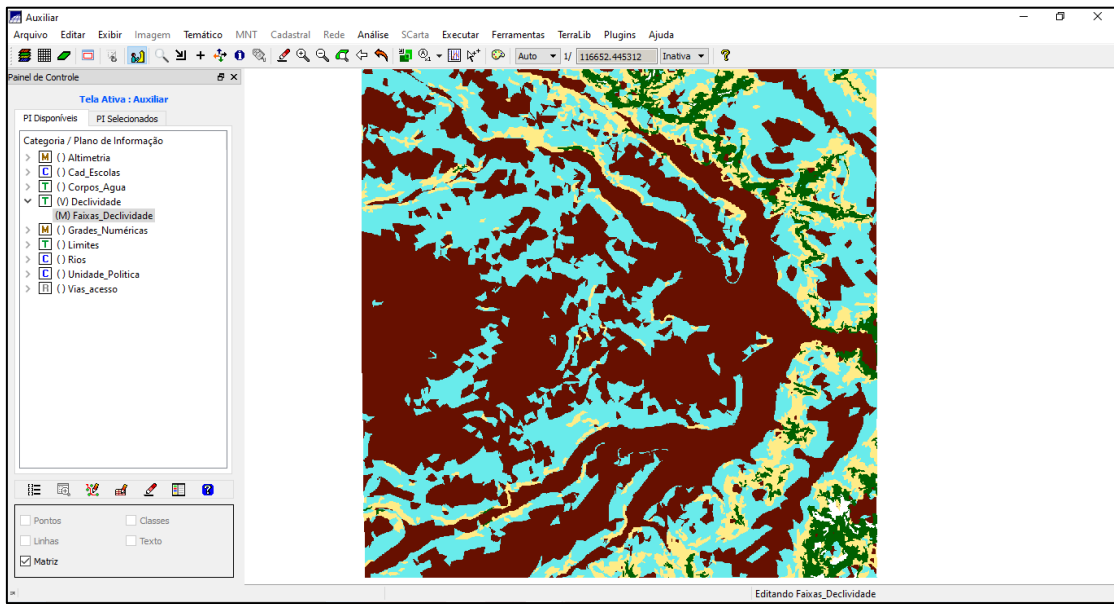 Auxiliar
Arquivo Editar Exibir Imagem Temático MNT Cadastral Rede Análise SCarta Executar Ferramentas TerraLib Plugins Ajuda
Auto 1/ 116652.445312 Inativa
Painel de Controle
Tela Ativa : Auxiliar
PI Disponíveis PI Selecionados
Categoria / Plano de Informação
M ( ) Altimetria
C ( ) Cad_Escolas
T ( ) Corpos_Agua
T (V) Declividade
(M) Faixas_Declividade
M ( ) Grades_Numéricas
T ( ) Limites
C ( ) Rios
C ( ) Unidade_Politica
R ( ) Vias_acesso
Pontos Classes
Linhas Texto
Matriz
Editando Faixas_Declividade